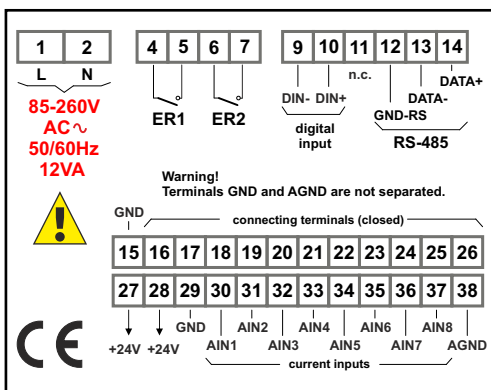 1 2 4 5 6 7 9 10 11 12 13 14
L N n.c. DATA+
DIN- DIN+ DATA-
ER1 ER2 GND-RS
digital input RS-485
85-260V
AC ∿
50/60Hz
12VA
Warning!
Terminals GND and AGND are not separated.
GND connecting terminals (closed)
15 16 17 18 19 20 21 22 23 24 25 26
27 28 29 30 31 32 33 34 35 36 37 38
GND AIN2 AIN4 AIN6 AIN8
+24V +24V AIN1 AIN3 AIN5 AIN7 AGND
current inputs
CE